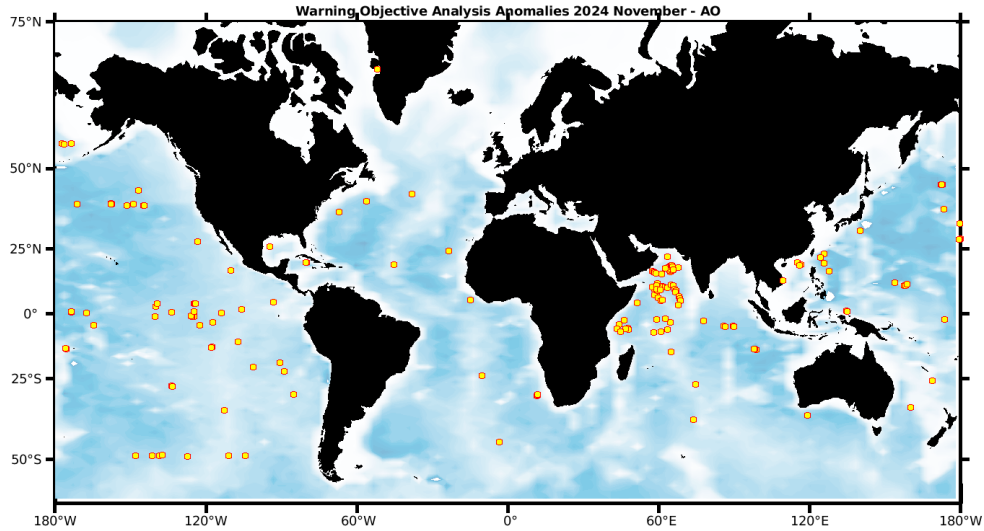 Warning Objective Analysis Anomalies 2024 November - AO
75°N
50°N
25°N
0°
25°S
50°S
180°W 120°W 60°W 0° 60°E 120°E 180°W